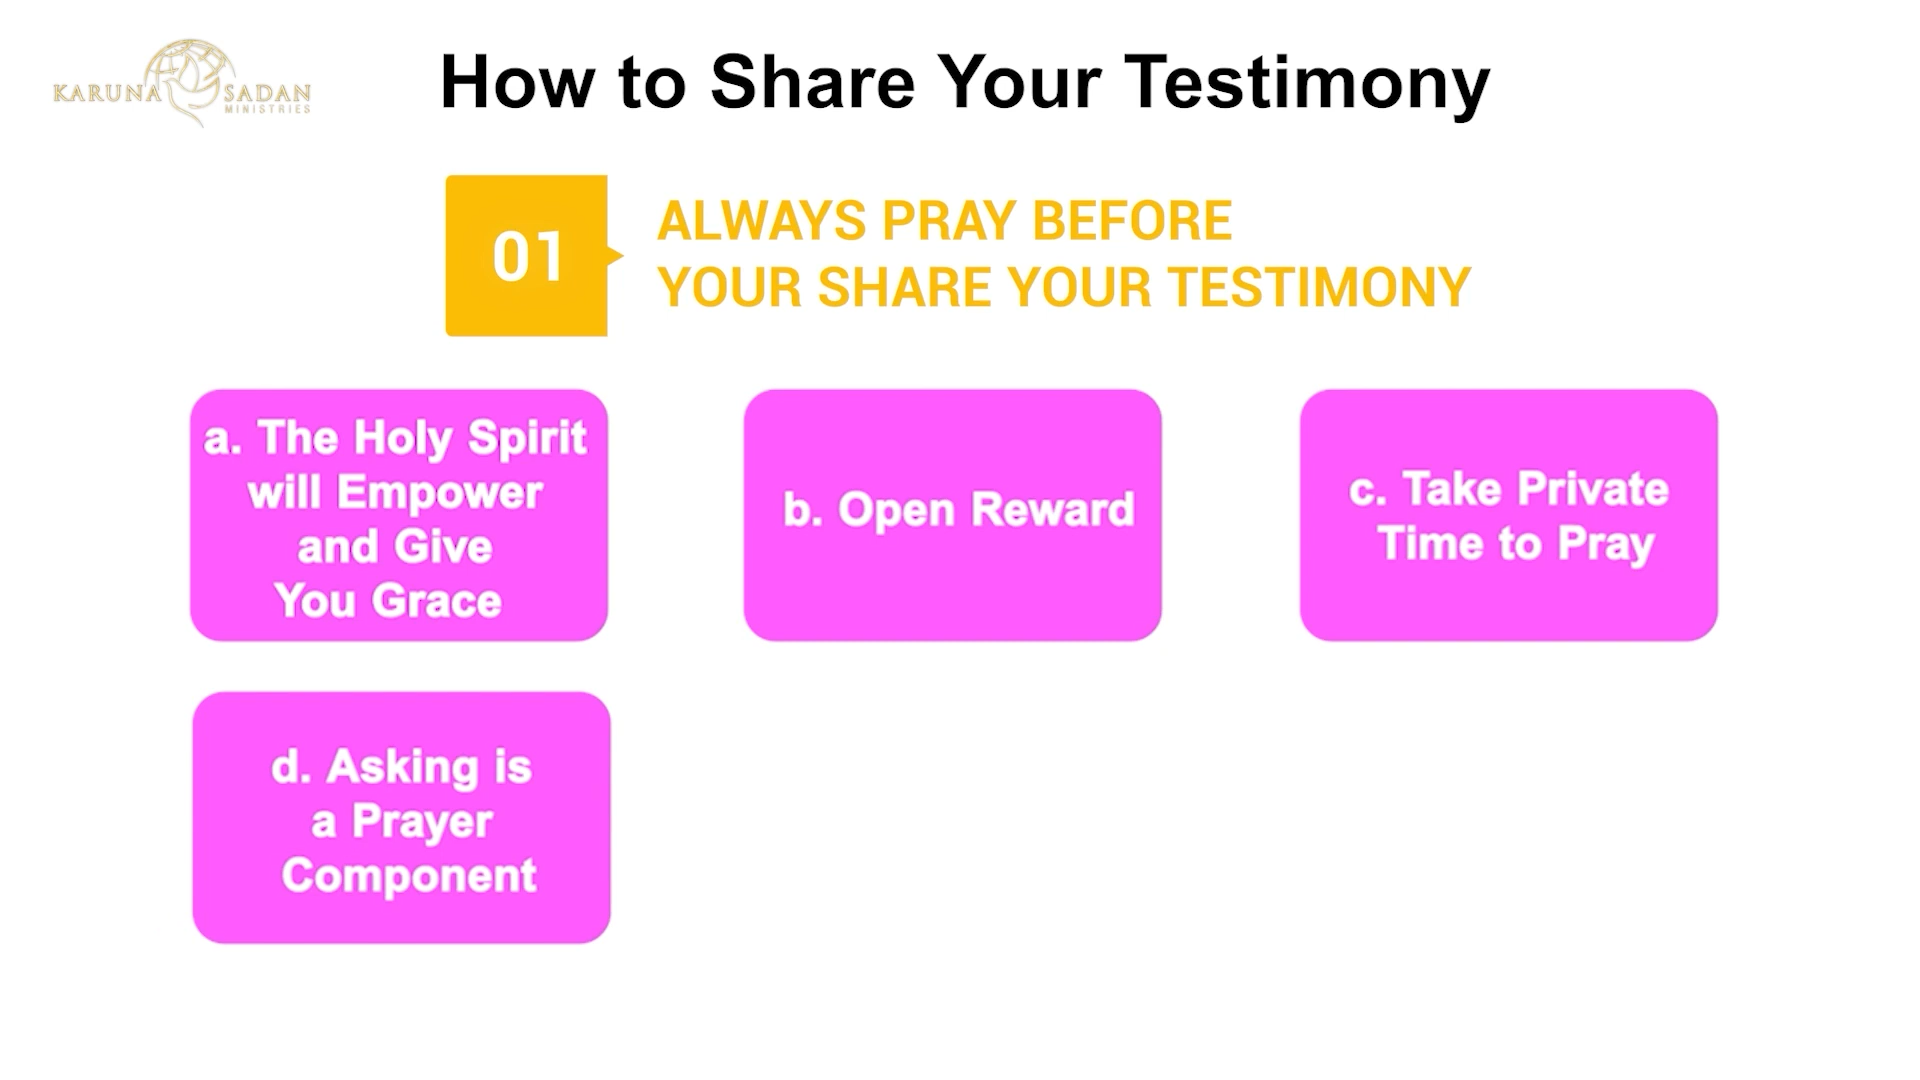 KARUNA SADAN
MINISTRIES
How to Share Your Testimony
01
ALWAYS PRAY BEFORE
YOUR SHARE YOUR TESTIMONY
a. The Holy Spirit
will Empower
and Give
You Grace
b. Open Reward
c. Take Private
Time to Pray
d. Asking is
a Prayer
Component